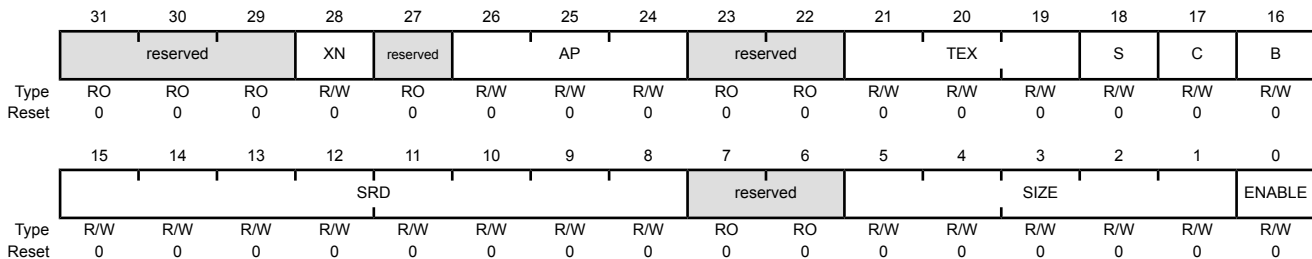 31 30 29 28 27 26 25 24 23 22 21 20 19 18 17 16
reserved XN reserved AP reserved TEX S C B
Type RO RO RO R/W RO R/W R/W R/W RO RO R/W R/W R/W R/W R/W R/W
Reset 0 0 0 0 0 0 0 0 0 0 0 0 0 0 0 0
15 14 13 12 11 10 9 8 7 6 5 4 3 2 1 0
SRD reserved SIZE ENABLE
Type R/W R/W R/W R/W R/W R/W R/W R/W RO RO R/W R/W R/W R/W R/W R/W
Reset 0 0 0 0 0 0 0 0 0 0 0 0 0 0 0 0